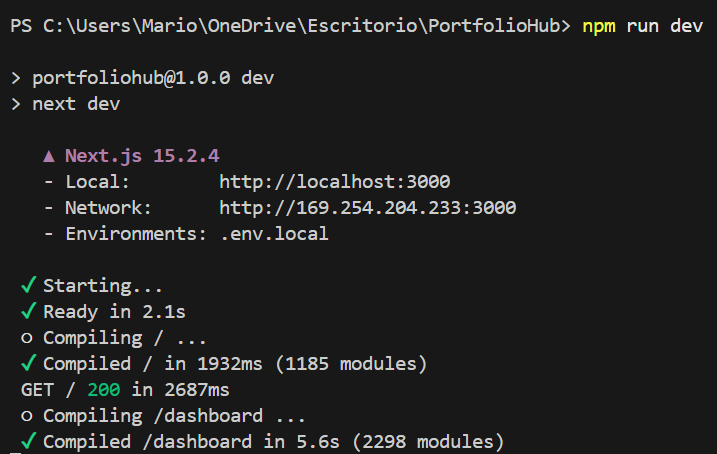 PS C:\Users\Mario\OneDrive\Escritorio\PortfolioHub> npm run dev
> portfoliohub@1.0.0 dev
> next dev
▲ Next.js 15.2.4
- Local:        http://localhost:3000
- Network:      http://169.254.204.233:3000
- Environments: .env.local
✓ Starting...
✓ Ready in 2.1s
○ Compiling / ...
✓ Compiled / in 1932ms (1185 modules)
GET / 200 in 2687ms
○ Compiling /dashboard ...
✓ Compiled /dashboard in 5.6s (2298 modules)